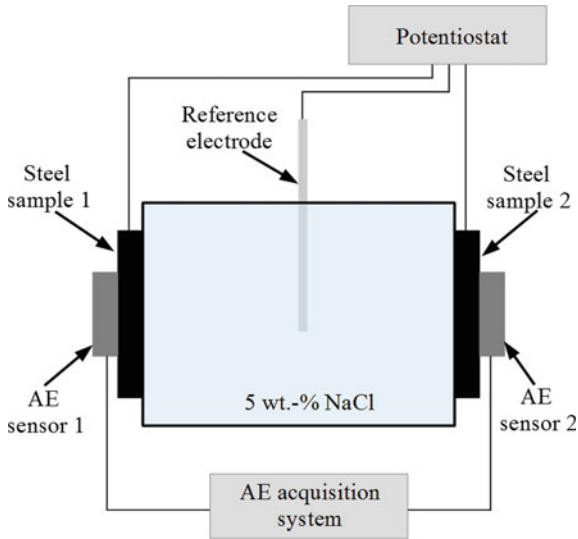 Potentiostat
Reference
electrode
Steel
sample 1
Steel
sample 2
5 wt.-% NaCl
AE
sensor 1
AE
sensor 2
AE acquisition
system